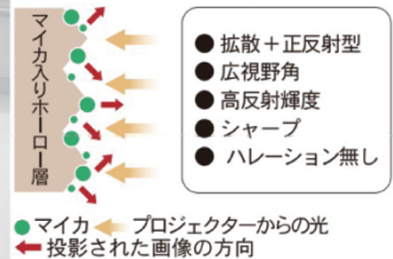 マイカ入りホーロー層
● 拡散＋正反射型
● 広視野角
● 高反射輝度
● シャープ
● ハレーション無し
マイカ プロジェクターからの光
投影された画像の方向